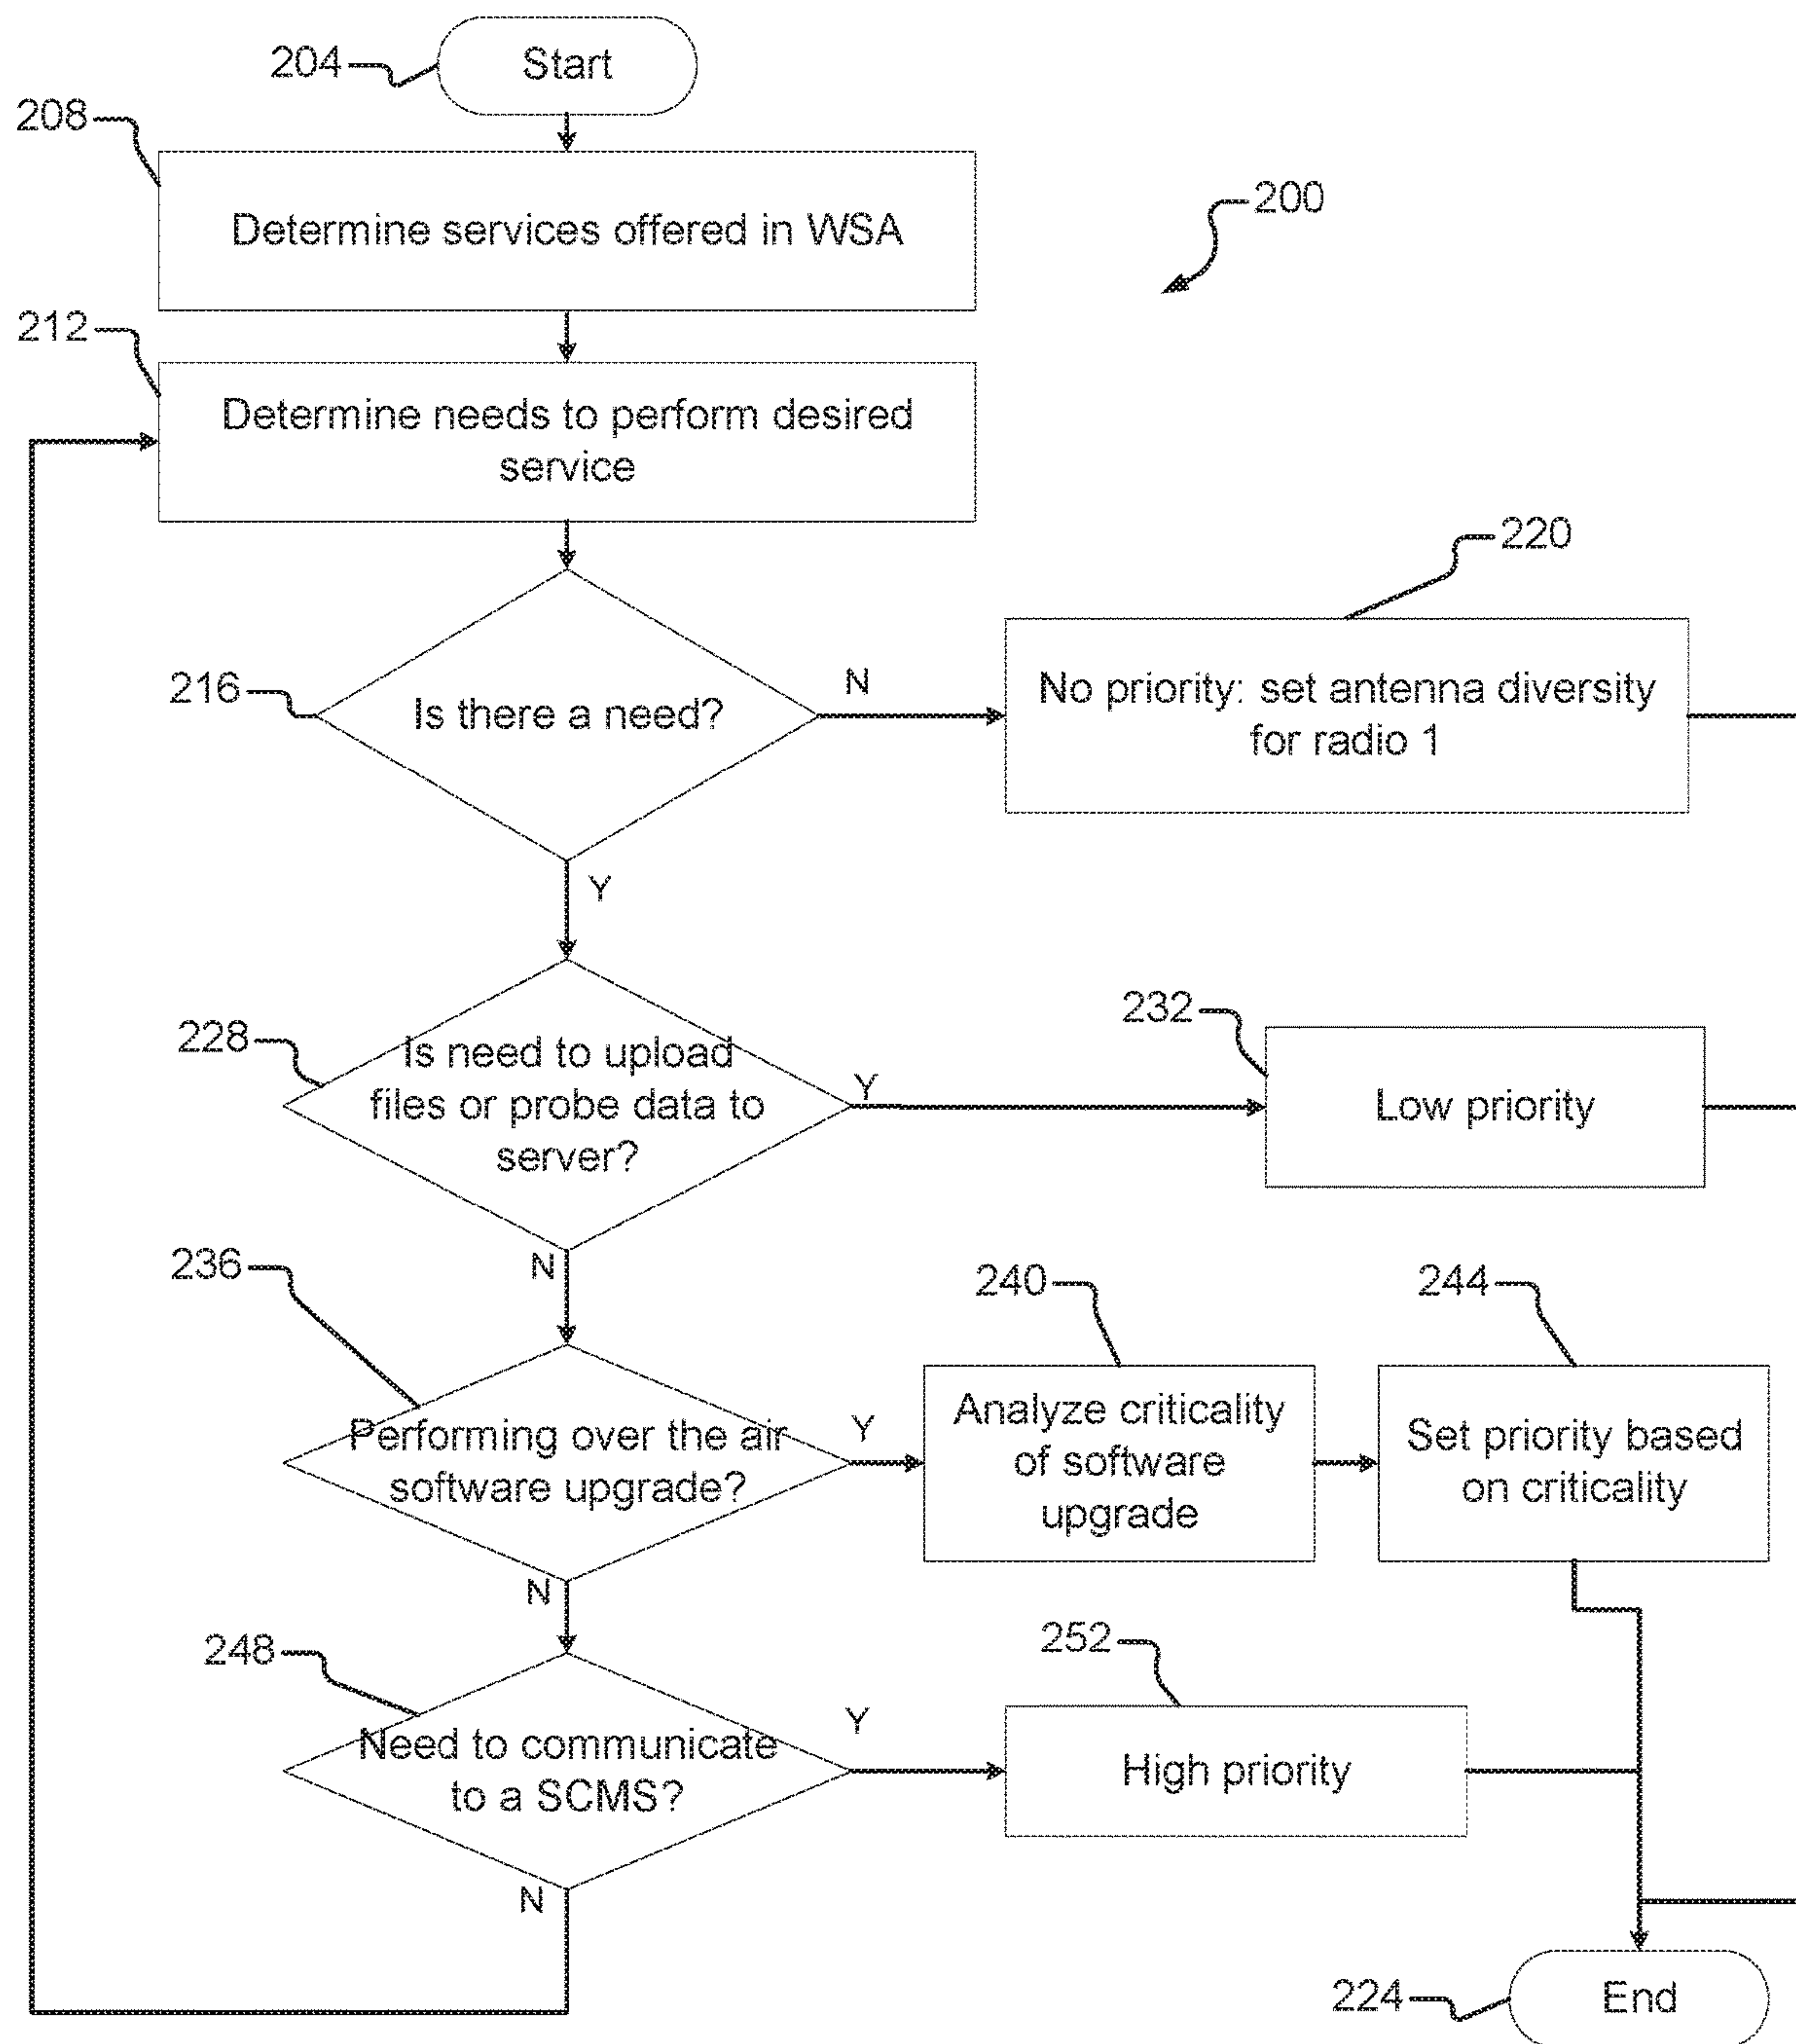 204
Start
208
Determine services offered in WSA
200
212
Determine needs to perform desired
service
220
216
Is there a need?
N
No priority: set antenna diversity
for radio 1
Y
228
Is need to upload
files or probe data to
server?
Y
232
Low priority
N
236
Performing over the air
software upgrade?
Y
240
Analyze criticality
of software
upgrade
244
Set priority based
on criticality
N
248
Need to communicate
to a SCMS?
Y
252
High priority
N
224
End